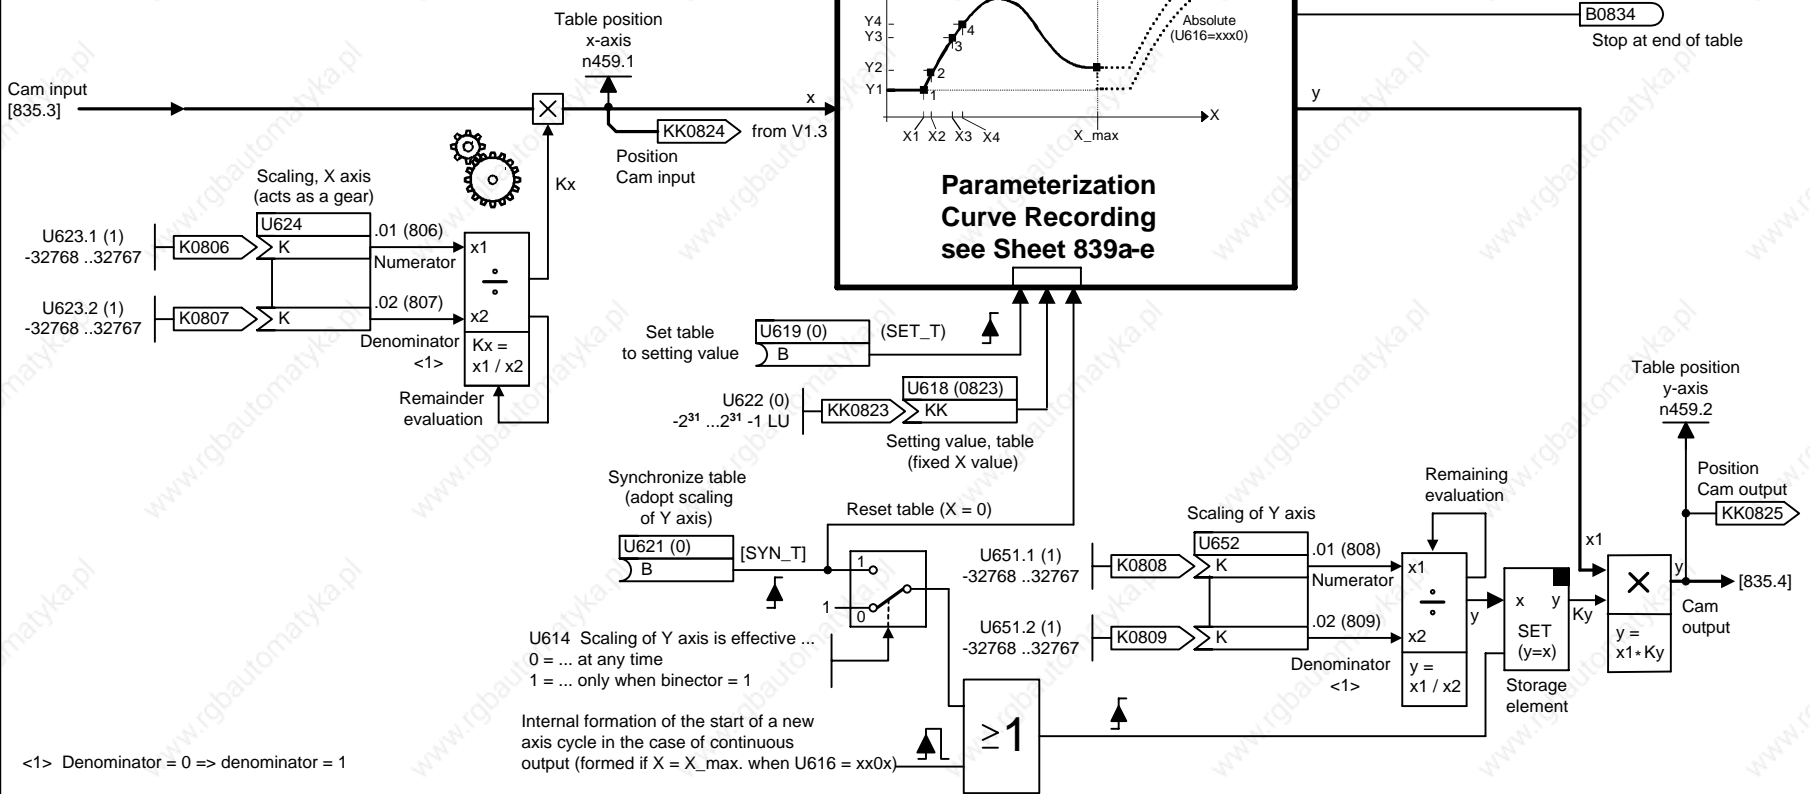 Table position
x-axis
n459.1
Cam input
[835.3]
x
KK0824
from V1.3
Position
Cam input
Kx
Scaling, X axis
(acts as a gear)
U623.1 (1)
-32768 ..32767
K0806
U624
K
.01 (806)
Numerator
x1
÷
x2
U623.2 (1)
-32768 ..32767
K0807
K
.02 (807)
Denominator
<1>
Kx =
x1 / x2
Remainder
evaluation
Y4
Y3
Y2
Y1
1
2
3
4
X1 X2 X3 X4
X_max
X
Absolute
(U616=xxx0)
Parameterization
Curve Recording
see Sheet 839a-e
B0834
Stop at end of table
y
Set table
to setting value
U619 (0)
B
(SET_T)
U622 (0)
-2³¹ ...2³¹ -1 LU
KK0823
U618 (0823)
KK
Setting value, table
(fixed X value)
Synchronize table
(adopt scaling
of Y axis)
U621 (0)
B
[SYN_T]
Reset table (X = 0)
1
1
0
U614 Scaling of Y axis is effective ...
0 = ... at any time
1 = ... only when binector = 1
Internal formation of the start of a new
axis cycle in the case of continuous
output (formed if X = X_max. when U616 = xx0x)
≥1
Scaling of Y axis
U651.1 (1)
-32768 ..32767
K0808
U652
K
.01 (808)
Numerator
U651.2 (1)
-32768 ..32767
K0809
K
.02 (809)
Denominator
<1>
Remaining
evaluation
x1
÷
x2
y =
x1 / x2
y
x y
SET
(y=x)
Storage
element
Ky
x1
×
y =
x1*Ky
y
Table position
y-axis
n459.2
Position
Cam output
KK0825
[835.4]
Cam
output
<1> Denominator = 0 => denominator = 1
www.rgbautomatyka.pl